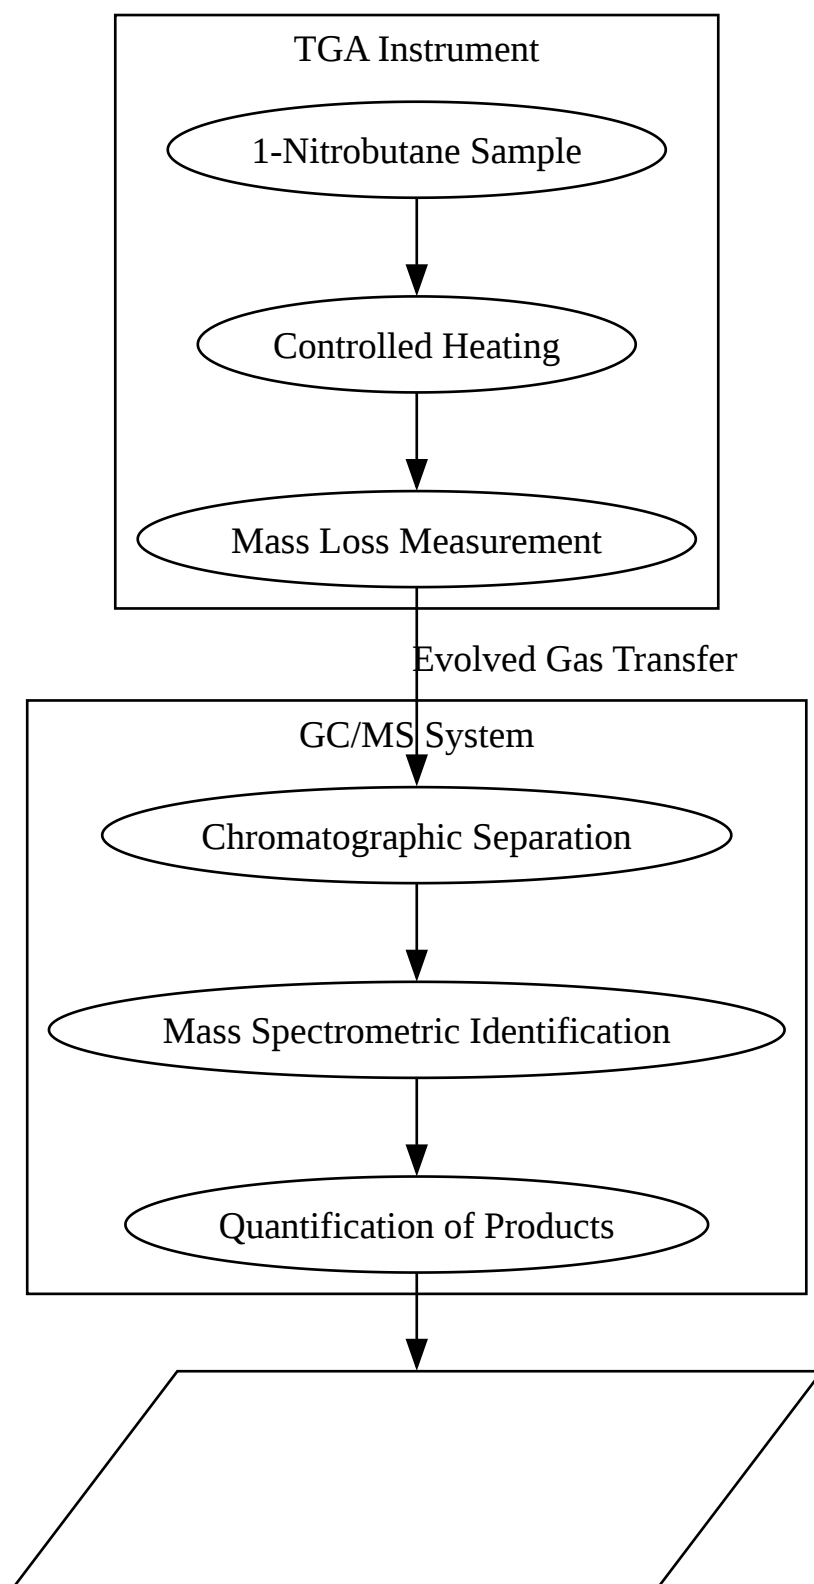 TGA Instrument
1-Nitrobutane Sample
Controlled Heating
Mass Loss Measurement
Evolved Gas Transfer
GC/MS System
Chromatographic Separation
Mass Spectrometric Identification
Quantification of Products